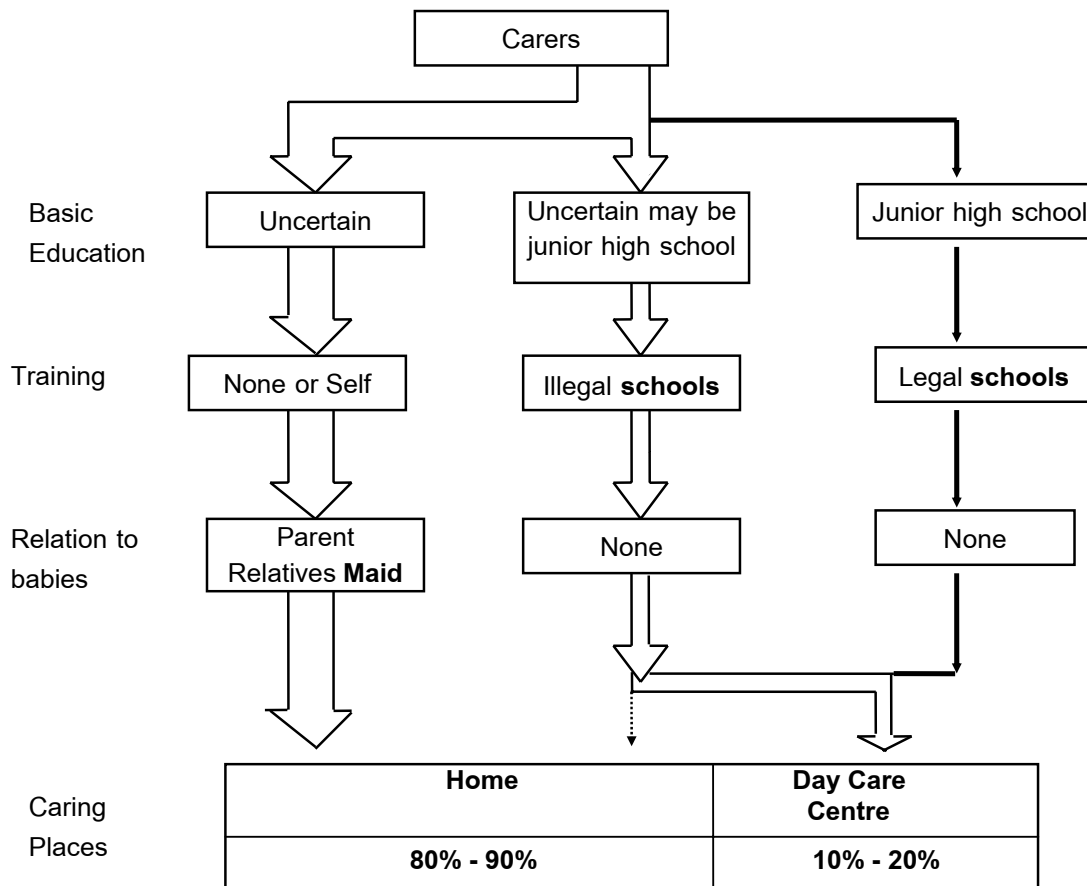 Carers
Basic
Education
Uncertain
Uncertain may be
junior high school
Junior high school
Training
None or Self
Illegal schools
Legal schools
Relation to
babies
Parent
Relatives Maid
None
None
Caring
Places
Home
Day Care
Centre
80% - 90%
10% - 20%